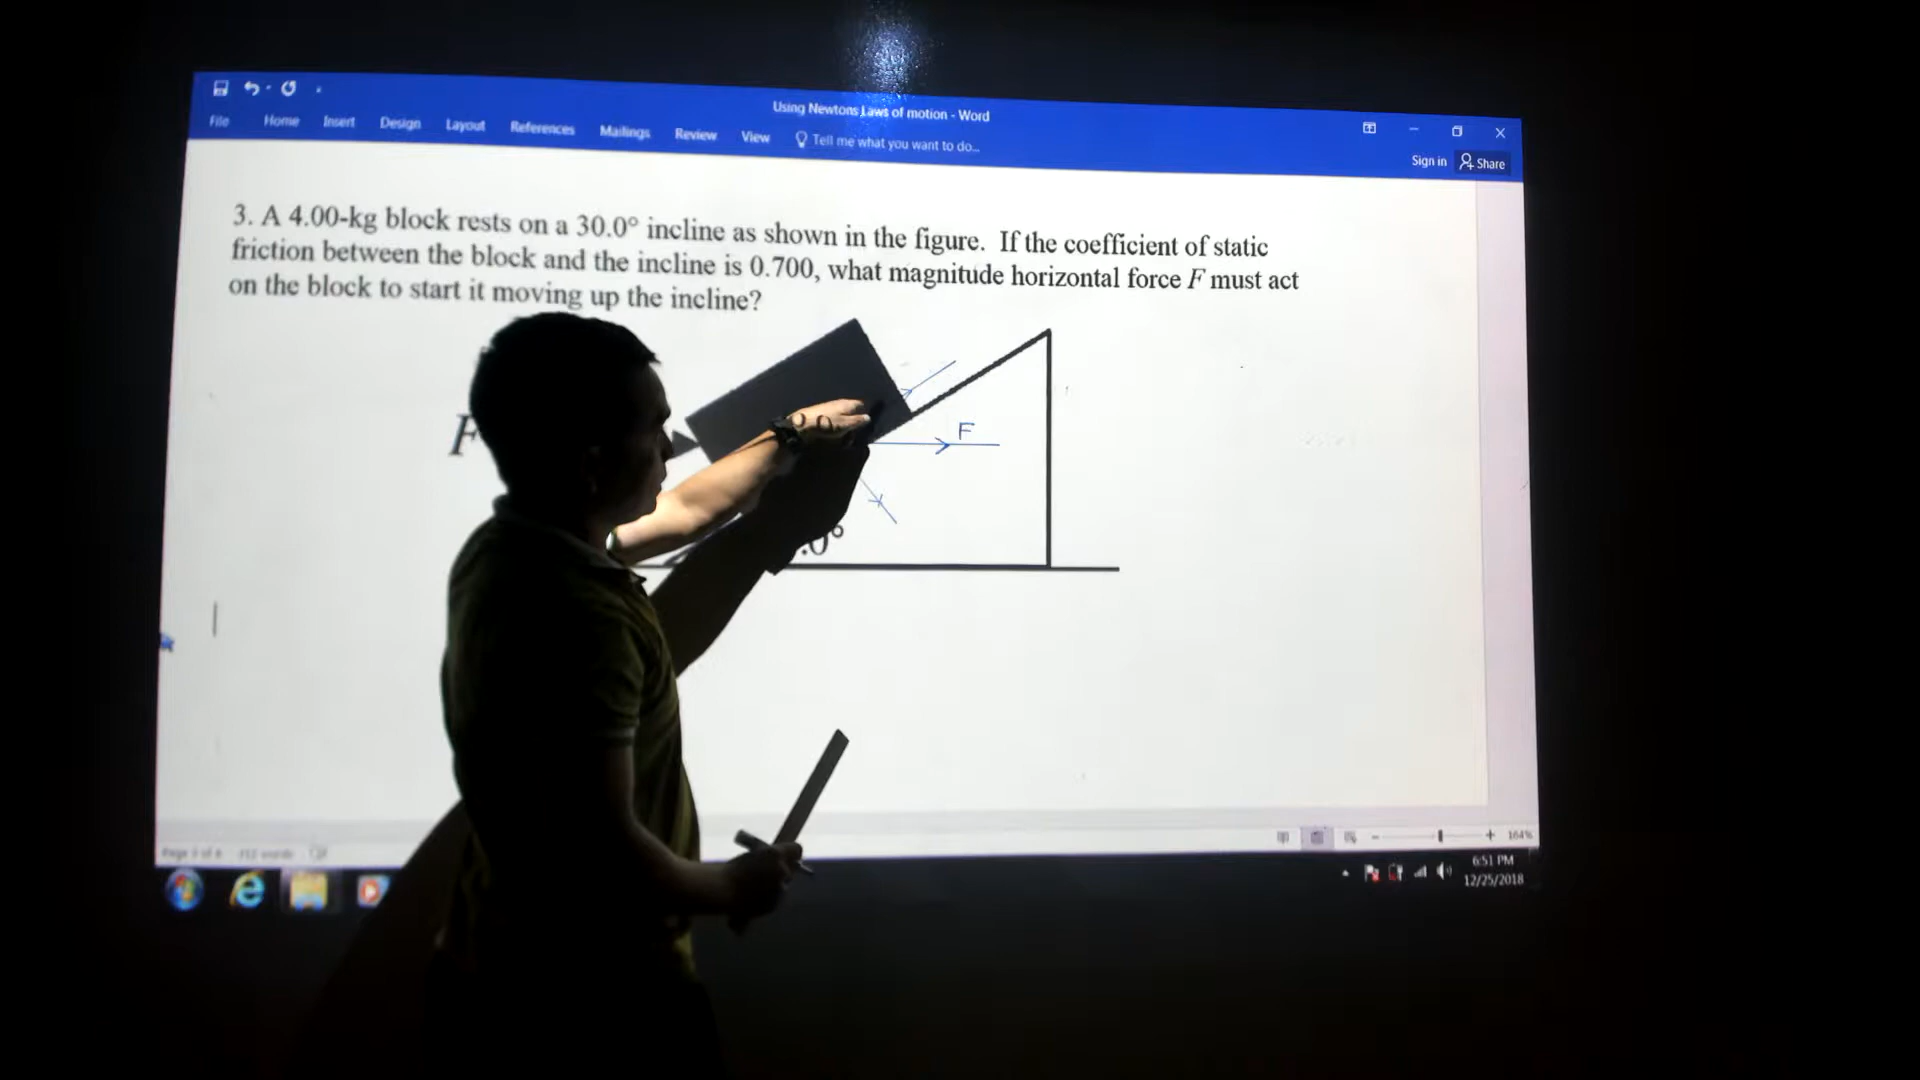 Using Newtons Laws of motion - Word
File Home Insert Design Layout References Mailings Review View Tell me what you want to do...
Sign in Share
3. A 4.00-kg block rests on a 30.0° incline as shown in the figure. If the coefficient of static
friction between the block and the incline is 0.700, what magnitude horizontal force F must act
on the block to start it moving up the incline?
F
F
.0°
164%
6:51 PM
12/25/2018